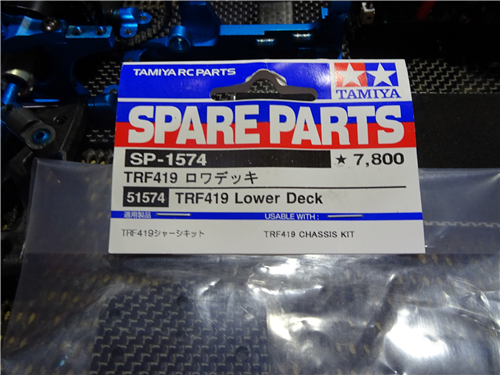 TAMIYA RC PARTS
TAMIYA
SPARE PARTS
SP-1574 ★ 7,800
TRF419 ロワデッキ
51574 TRF419 Lower Deck
適用製品 USABLE WITH :
TRF419シャーシキット TRF419 CHASSIS KIT